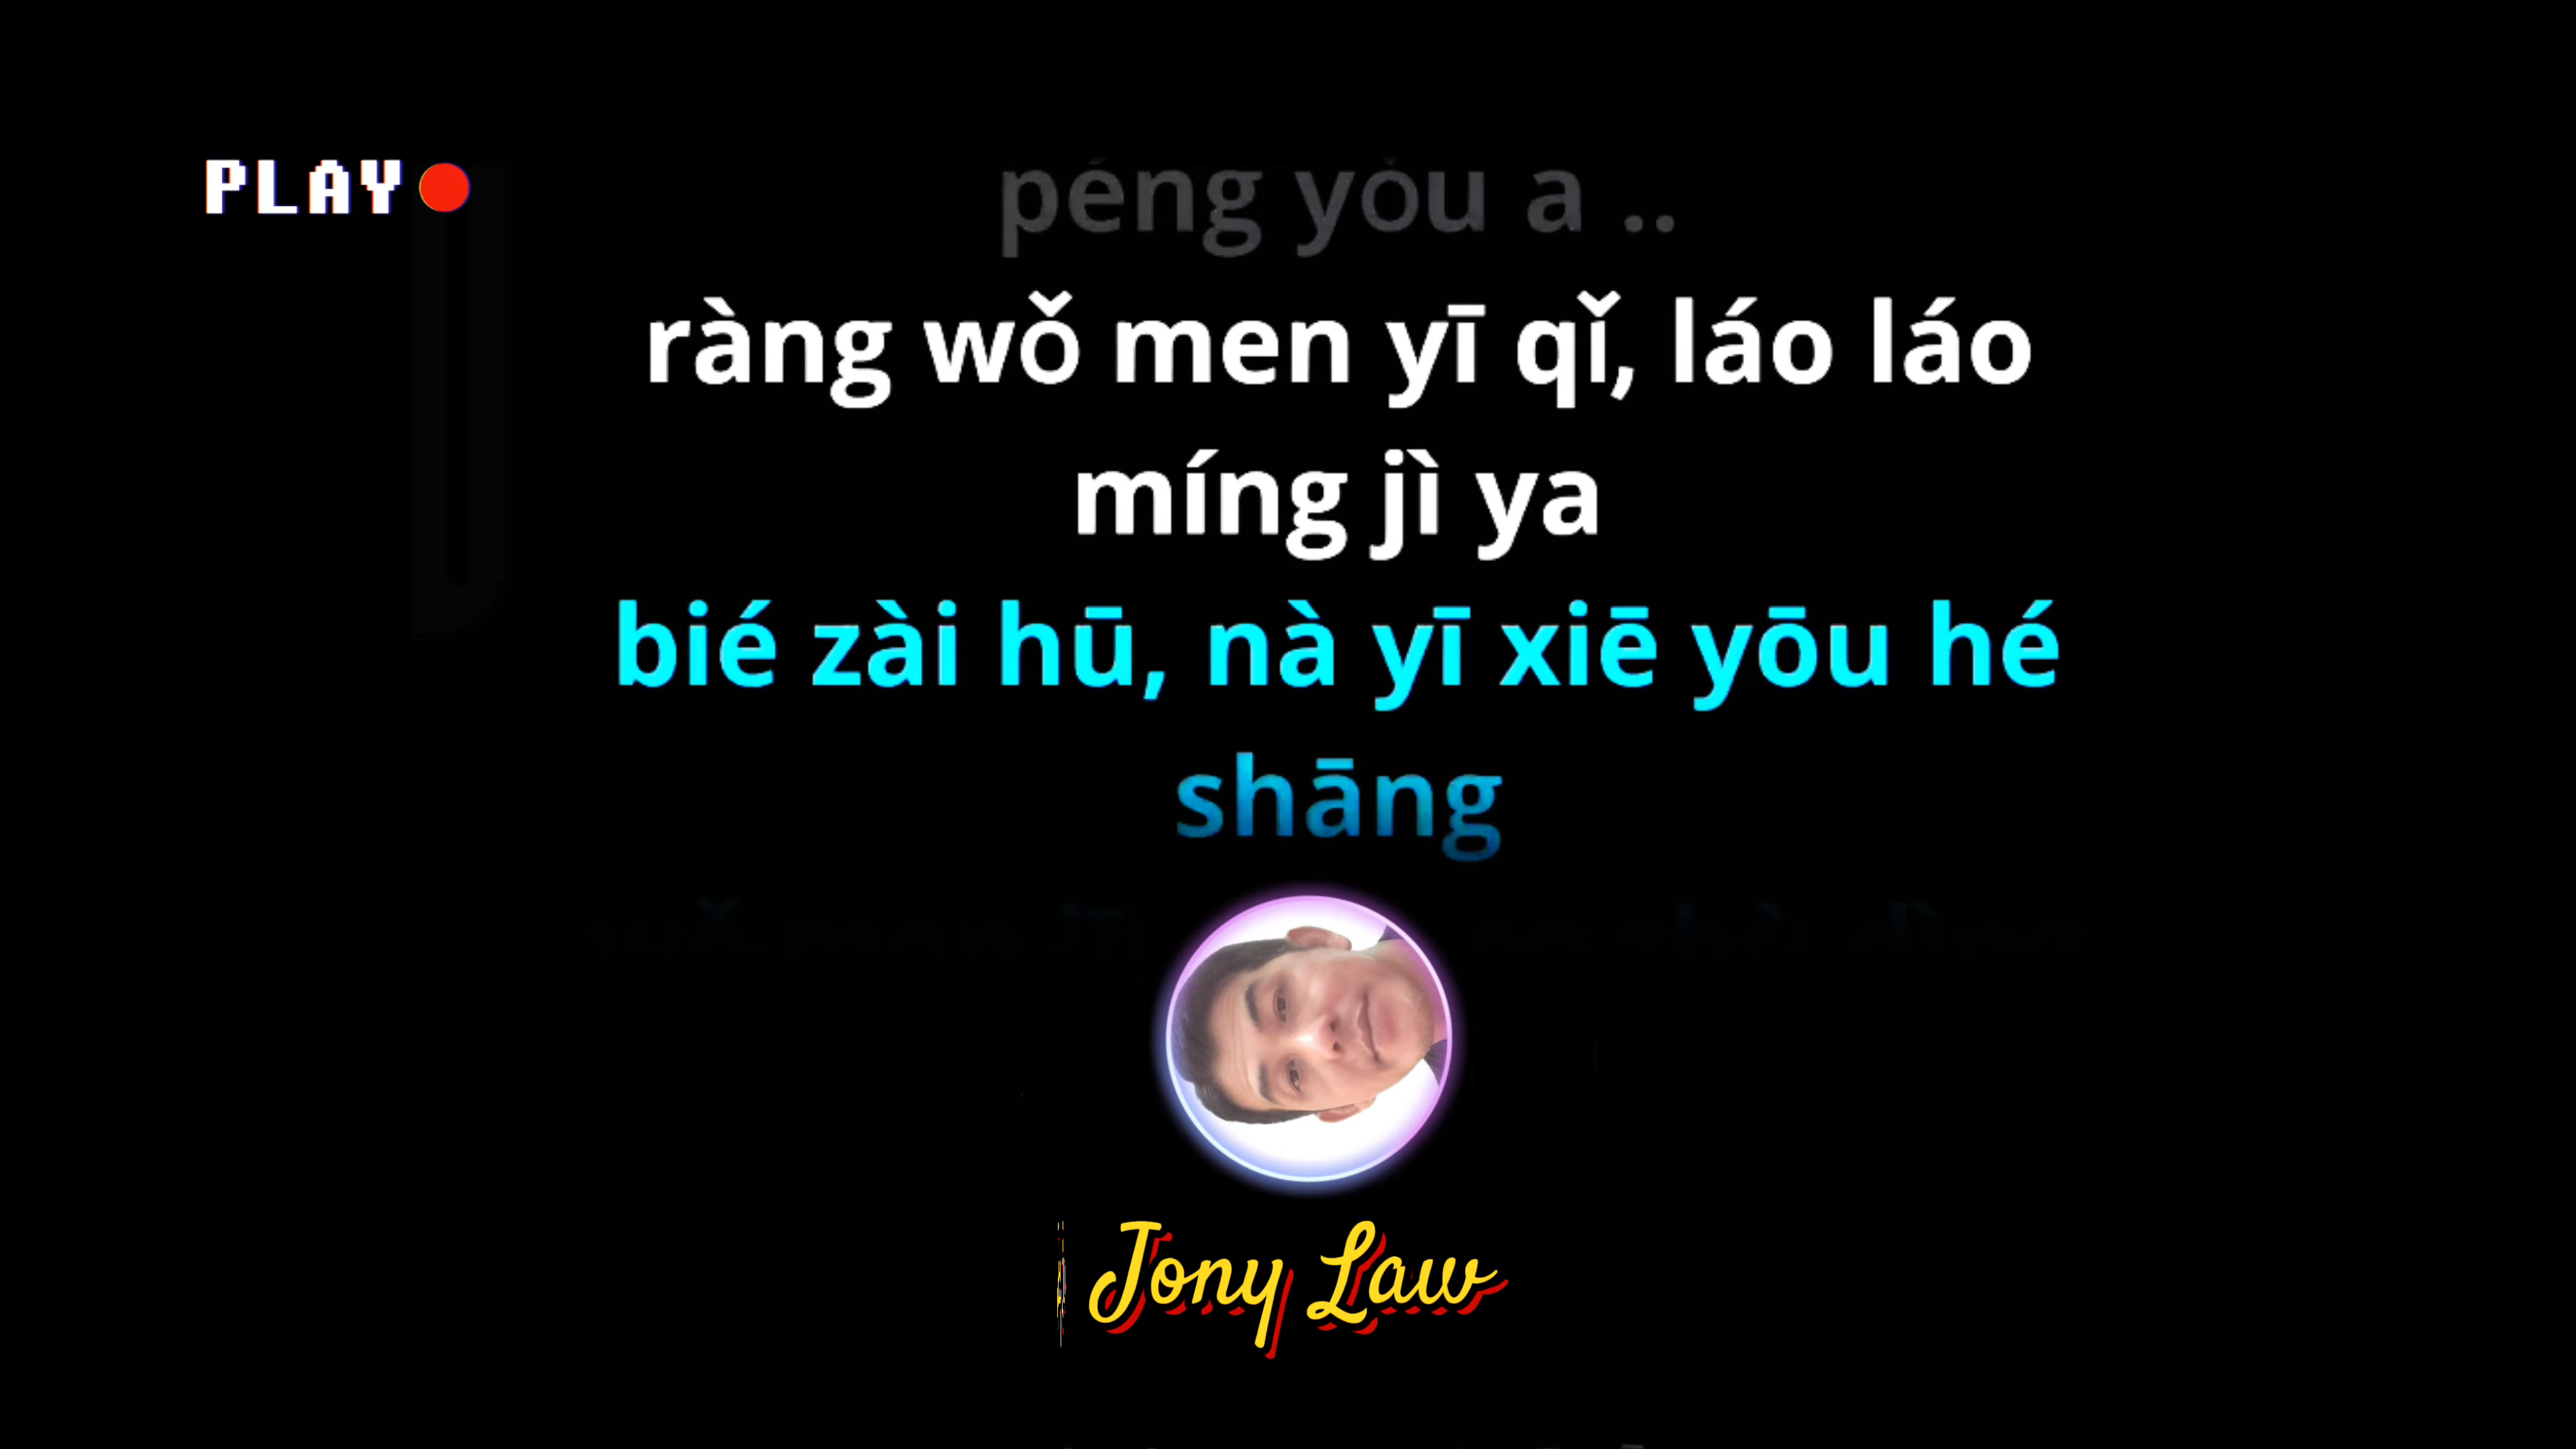 PLAY
péng yǒu a ..
ràng wǒ men yī qǐ, láo láo
míng jì ya
bié zài hū, nà yī xiē yōu hé
shāng
Jony Law